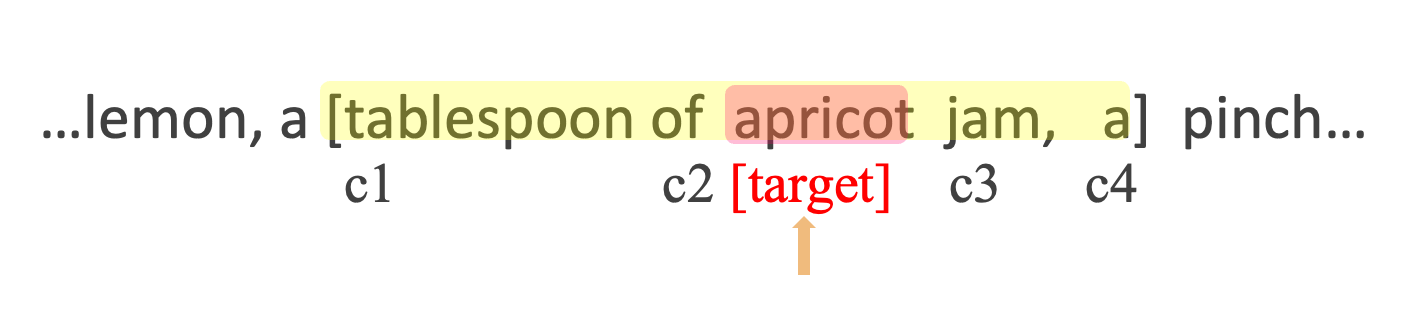 ...lemon, a [tablespoon of apricot jam, a] pinch...
c1 c2 [target] c3 c4